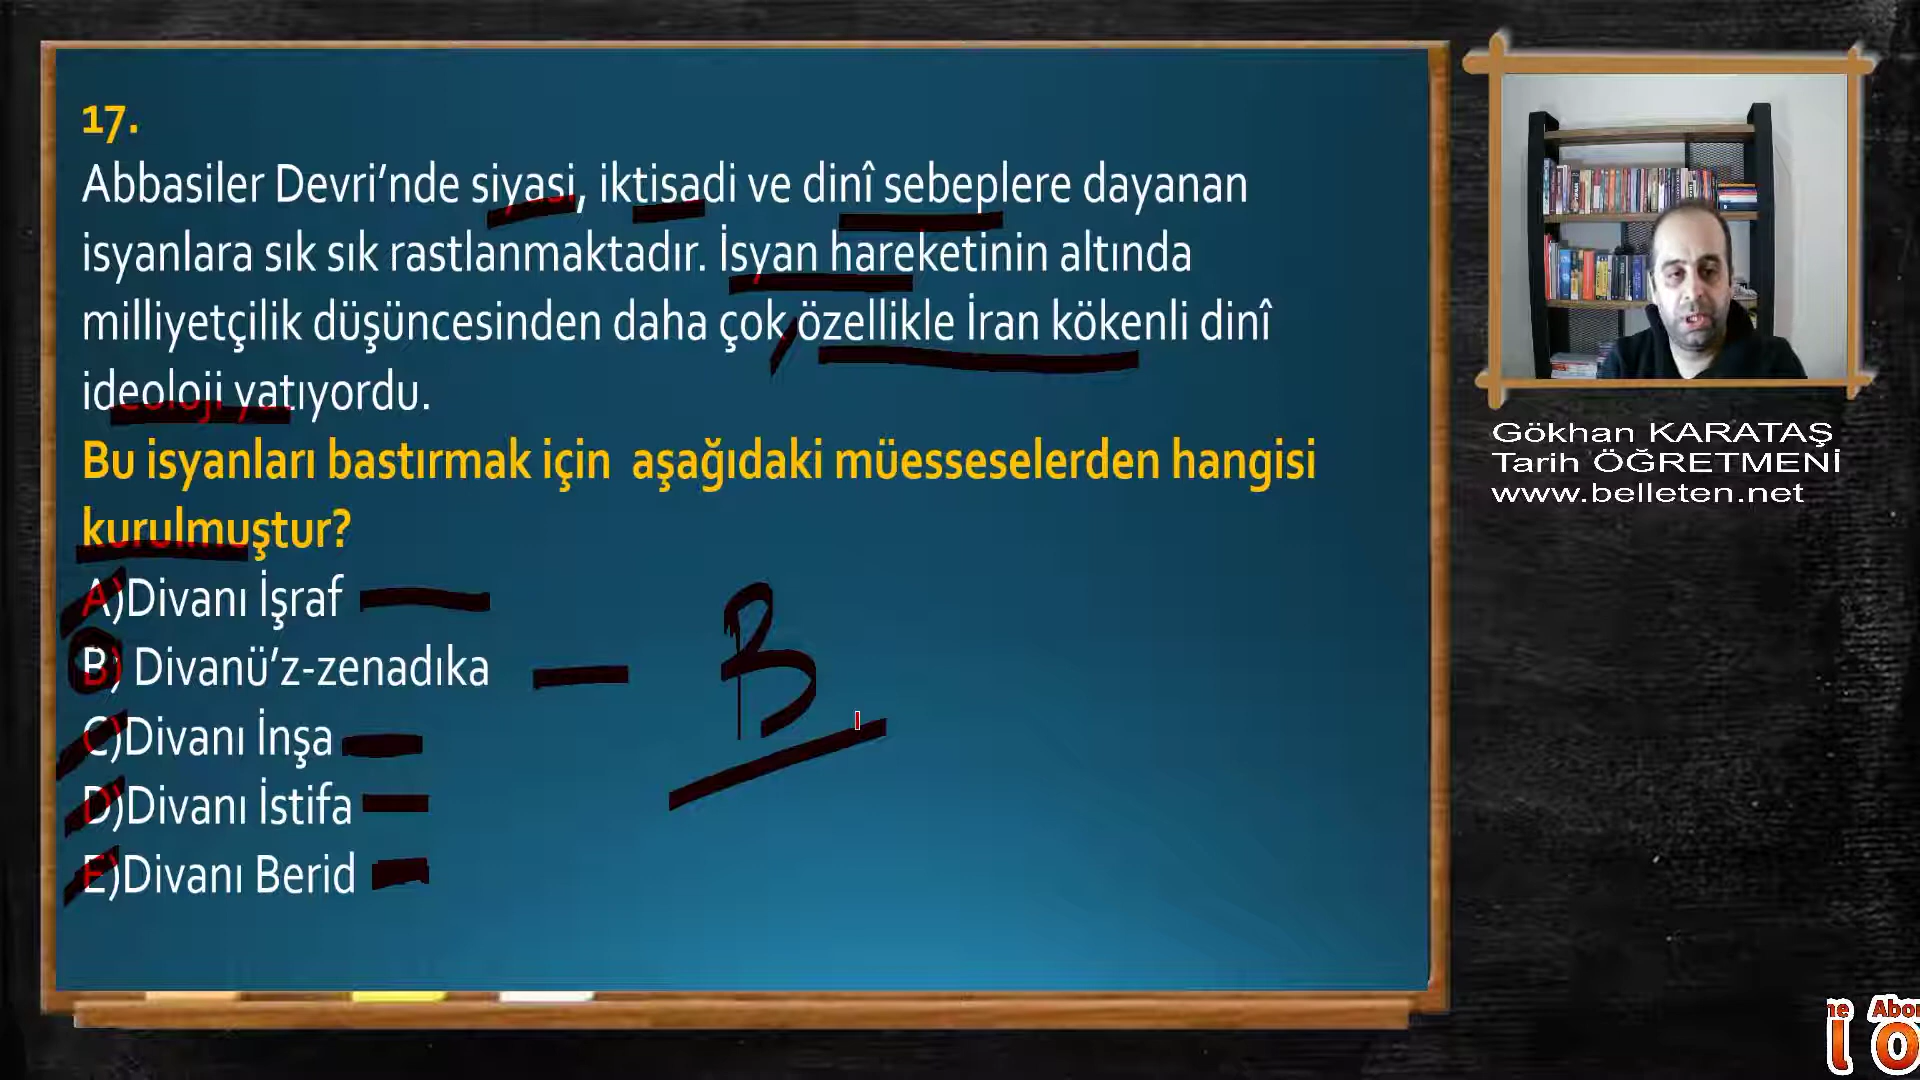 17.
Abbasiler Devri’nde siyasi, iktisadi ve dinî sebeplere dayanan
isyanlara sık sık rastlanmaktadır. İsyan hareketinin altında
milliyetçilik düşüncesinden daha çok özellikle İran kökenli dinî
ideoloji yatıyordu.
Bu isyanları bastırmak için aşağıdaki müesseselerden hangisi
kurulmuştur?
A)Divanı İşraf
B) Divanü’z-zenadıka
C)Divanı İnşa
D)Divanı İstifa
E)Divanı Berid
B
Gökhan KARATAŞ
Tarih ÖĞRETMENİ
www.belleten.net